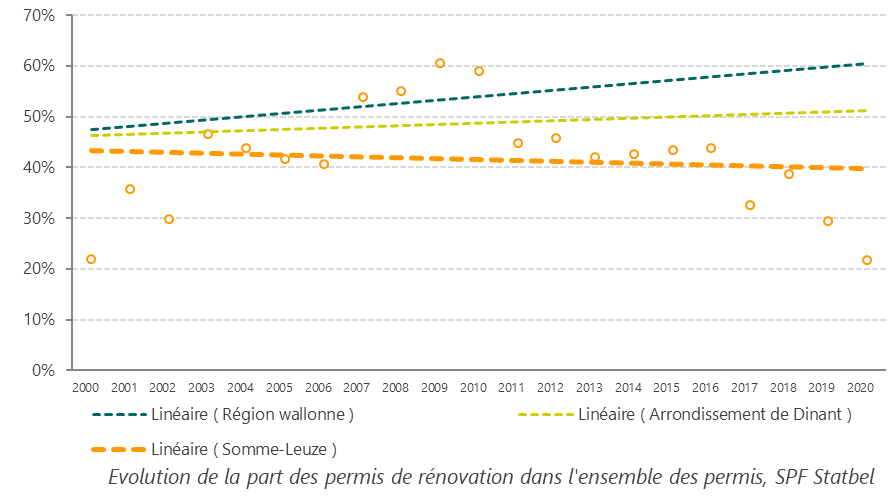 70%
60%
50%
40%
30%
20%
10%
0%
2000 2001 2002 2003 2004 2005 2006 2007 2008 2009 2010 2011 2012 2013 2014 2015 2016 2017 2018 2019 2020
Linéaire ( Région wallonne ) Linéaire ( Arrondissement de Dinant )
Linéaire ( Somme-Leuze )
Evolution de la part des permis de rénovation dans l'ensemble des permis, SPF Statbel